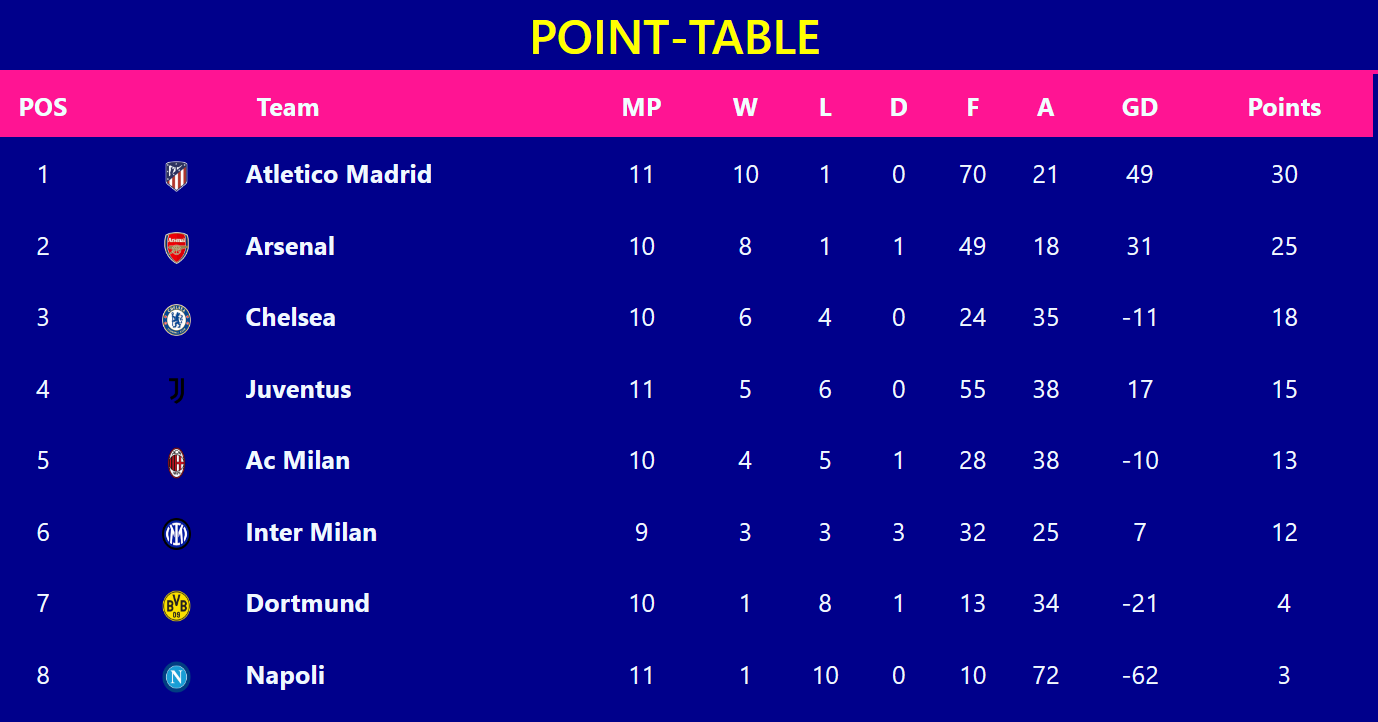 POINT-TABLE
POS Team MP W L D F A GD Points
1 Atletico Madrid 11 10 1 0 70 21 49 30
2 Arsenal Arsenal 10 8 1 1 49 18 31 25
3 Chelsea 10 6 4 0 24 35 -11 18
4 Juventus 11 5 6 0 55 38 17 15
5 Ac Milan 10 4 5 1 28 38 -10 13
6 Inter Milan 9 3 3 3 32 25 7 12
7 BVB 09 Dortmund 10 1 8 1 13 34 -21 4
8 N Napoli 11 1 10 0 10 72 -62 3